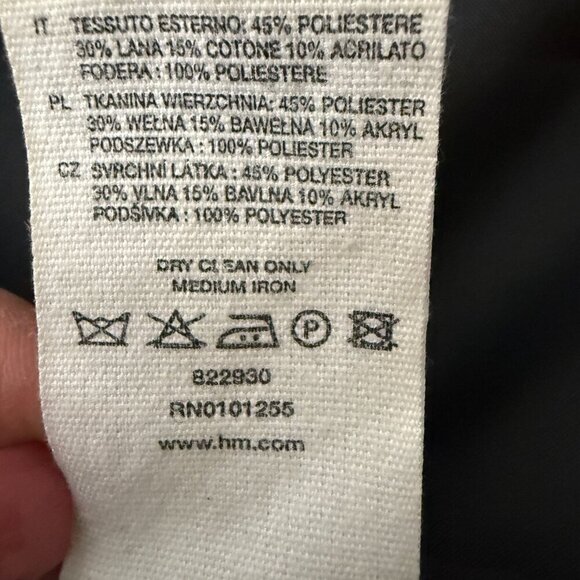 IT TESSUTO ESTERNO: 45% POLIESTERE
30% LANA 15% COTONE 10% ACRILATO
FODERA : 100% POLIESTERE
PL TKANINA WIERZCHNIA: 45% POLIESTER
30% WEŁNA 15% BAWEŁNA 10% AKRYL
PODSZEWKA : 100% POLIESTER
CZ SVRCHNI LÁTKA : 45% POLYESTER
30% VLNA 15% BAVLNA 10% AKRYL
PODŠÍVKA : 100% POLYESTER
DRY CLEAN ONLY
MEDIUM IRON
P
822930
RN0101255
www.hm.com